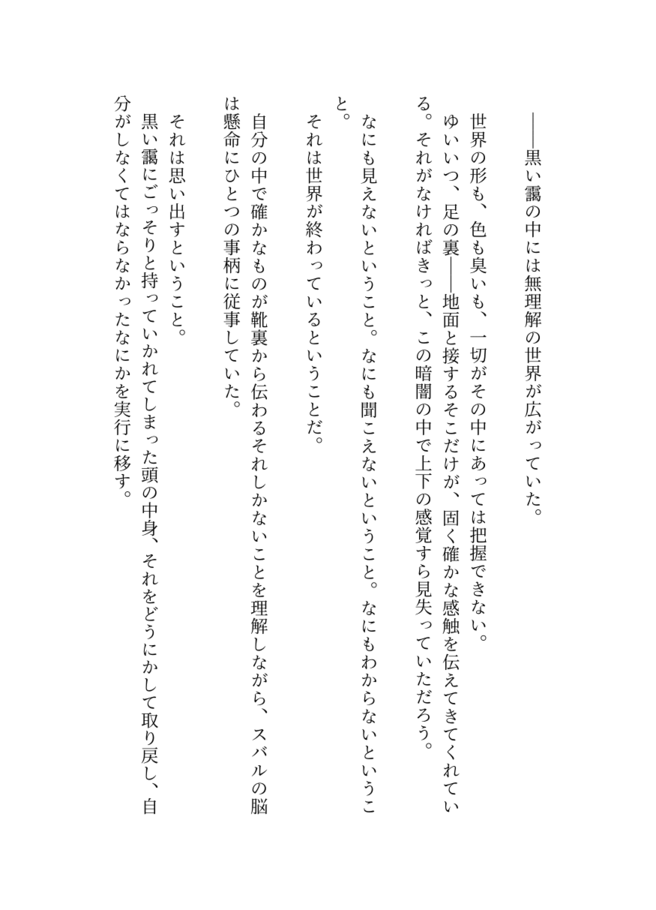 ――黒い靄の中には無理解の世界が広がっていた。
世界の形も、色も臭いも、一切がその中にあっては把握できない。
ゆいいつ、足の裏――地面と接するそこだけが、固く確かな感触を伝えてきてくれてい
る。それがなければきっと、この暗闇の中で上下の感覚すら見失っていただろう。
なにも見えないということ。なにも聞こえないということ。なにもわからないというこ
と。
それは世界が終わっているということだ。
自分の中で確かなものが靴裏から伝わるそれしかないことを理解しながら、スバルの脳
は懸命にひとつの事柄に従事していた。
それは思い出すということ。
黒い靄にごっそりと持っていかれてしまった頭の中身、それをどうにかして取り戻し、自
分がしなくてはならなかったなにかを実行に移す。